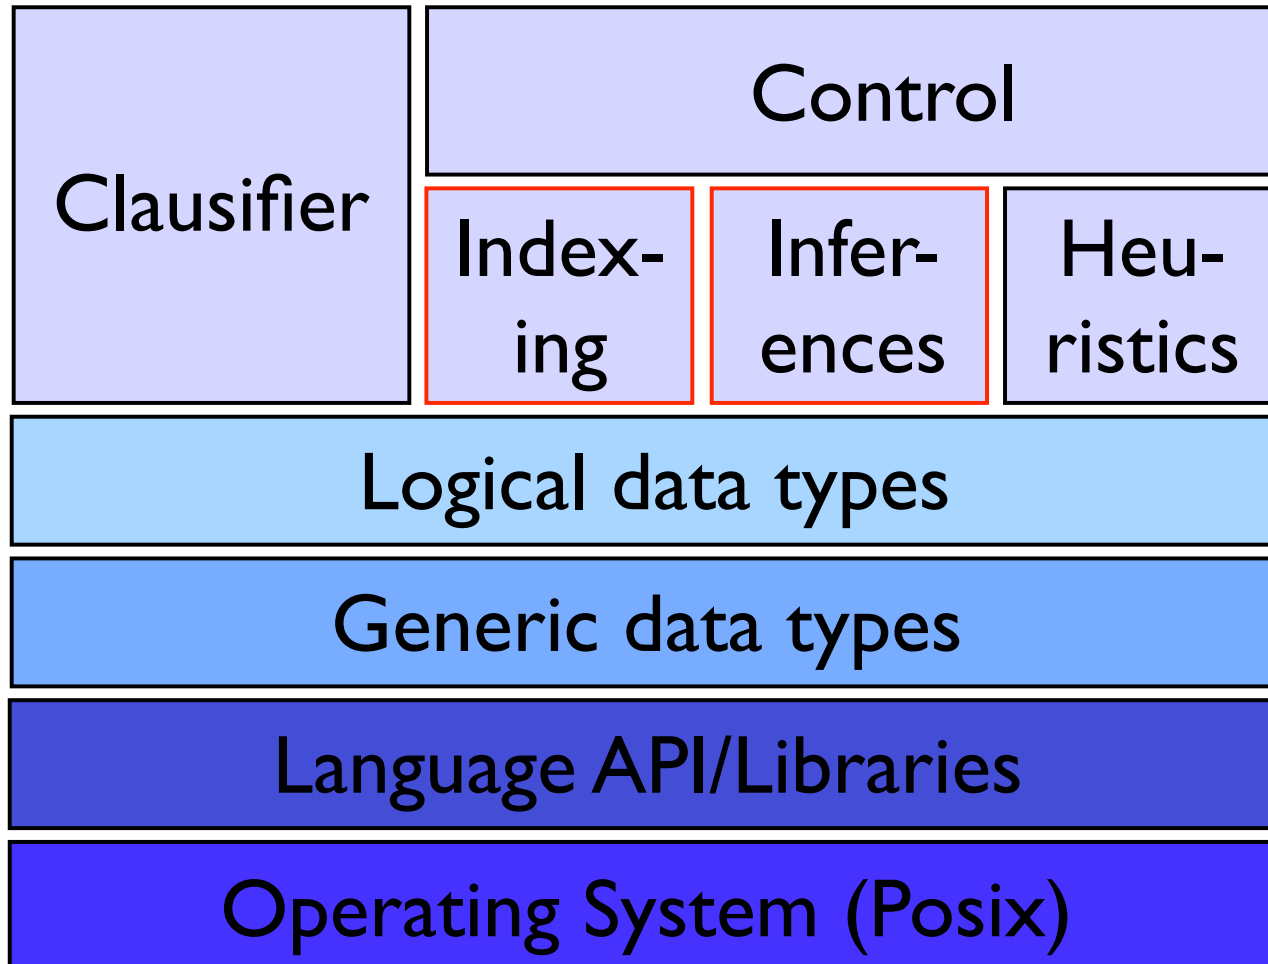 Control
Clausifier
Index-
ing
Infer-
ences
Heu-
ristics
Logical data types
Generic data types
Language API/Libraries
Operating System (Posix)